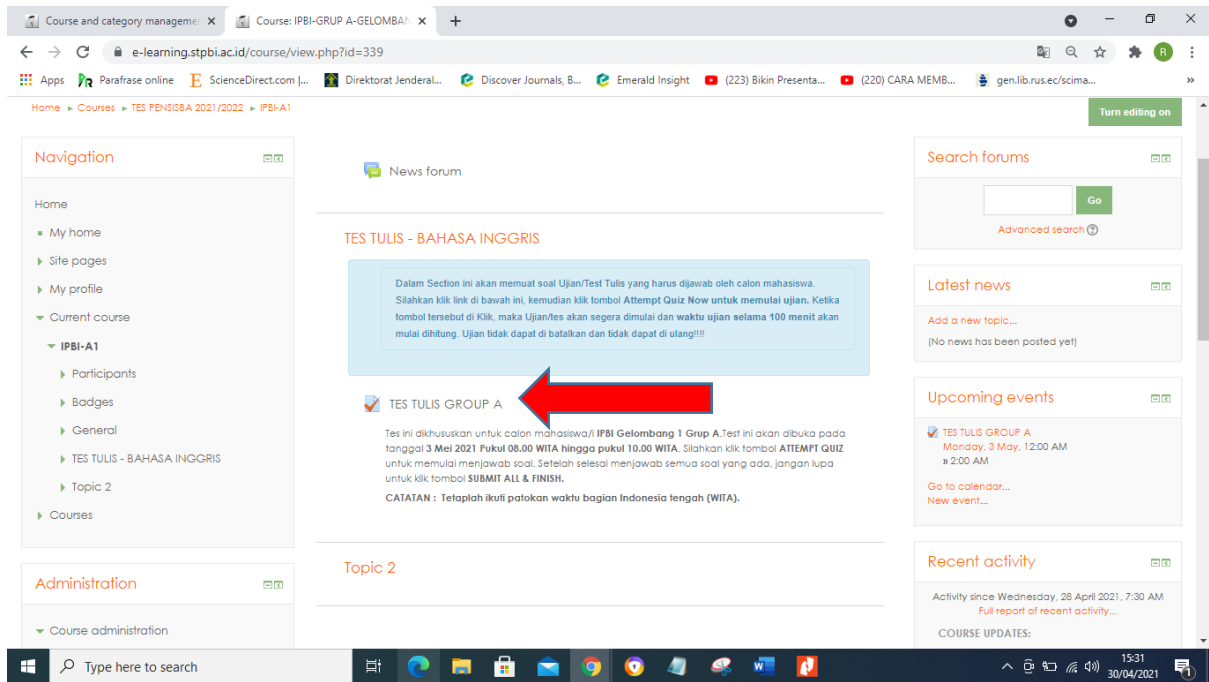 Course and category managemen
Course: IPBI-GRUP A-GELOMBAN
e-learning.stpbi.ac.id/course/view.php?id=339
R
Apps
Parafrase online
ScienceDirect.com |...
Direktorat Jenderal...
Discover Journals, B...
Emerald Insight
(223) Bikin Presenta...
(220) CARA MEMB...
gen.lib.rus.ec/scima...
Home ► Courses ► TES PENSISBA 2021/2022 ► IPBI-A1
Turn editing on
Navigation
Home
My home
Site pages
My profile
Current course
IPBI-A1
Participants
Badges
General
TES TULIS - BAHASA INGGRIS
Topic 2
Courses
Administration
Course administration
News forum
TES TULIS - BAHASA INGGRIS
Dalam Section ini akan memuat soal Ujian/Test Tulis yang harus dijawab oleh calon mahasiswa.
Silahkan klik link di bawah ini, kemudian klik tombol Attempt Quiz Now untuk memulai ujian. Ketika
tombol tersebut di Klik, maka Ujian/tes akan segera dimulai dan waktu ujian selama 100 menit akan
mulai dihitung. Ujian tidak dapat di batalkan dan tidak dapat di ulang!!!!
TES TULIS GROUP A
Tes ini dikhususkan untuk calon mahasiswa/i IPBI Gelombang 1 Grup A.Test ini akan dibuka pada
tanggal 3 Mei 2021 Pukul 08.00 WITA hingga pukul 10.00 WITA. Silahkan klik tombol ATTEMPT QUIZ
untuk memulai menjawab soal. Setelah selesai menjawab semua soal yang ada, jangan lupa
untuk klik tombol SUBMIT ALL & FINISH.
CATATAN : Tetaplah ikuti patokan waktu bagian Indonesia tengah (WITA).
Topic 2
Search forums
Go
Advanced search
Latest news
Add a new topic...
(No news has been posted yet)
Upcoming events
TES TULIS GROUP A
Monday, 3 May, 12:00 AM
» 2:00 AM
Go to calendar...
New event...
Recent activity
Activity since Wednesday, 28 April 2021, 7:30 AM
Full report of recent activity...
COURSE UPDATES:
Type here to search
15:31
30/04/2021